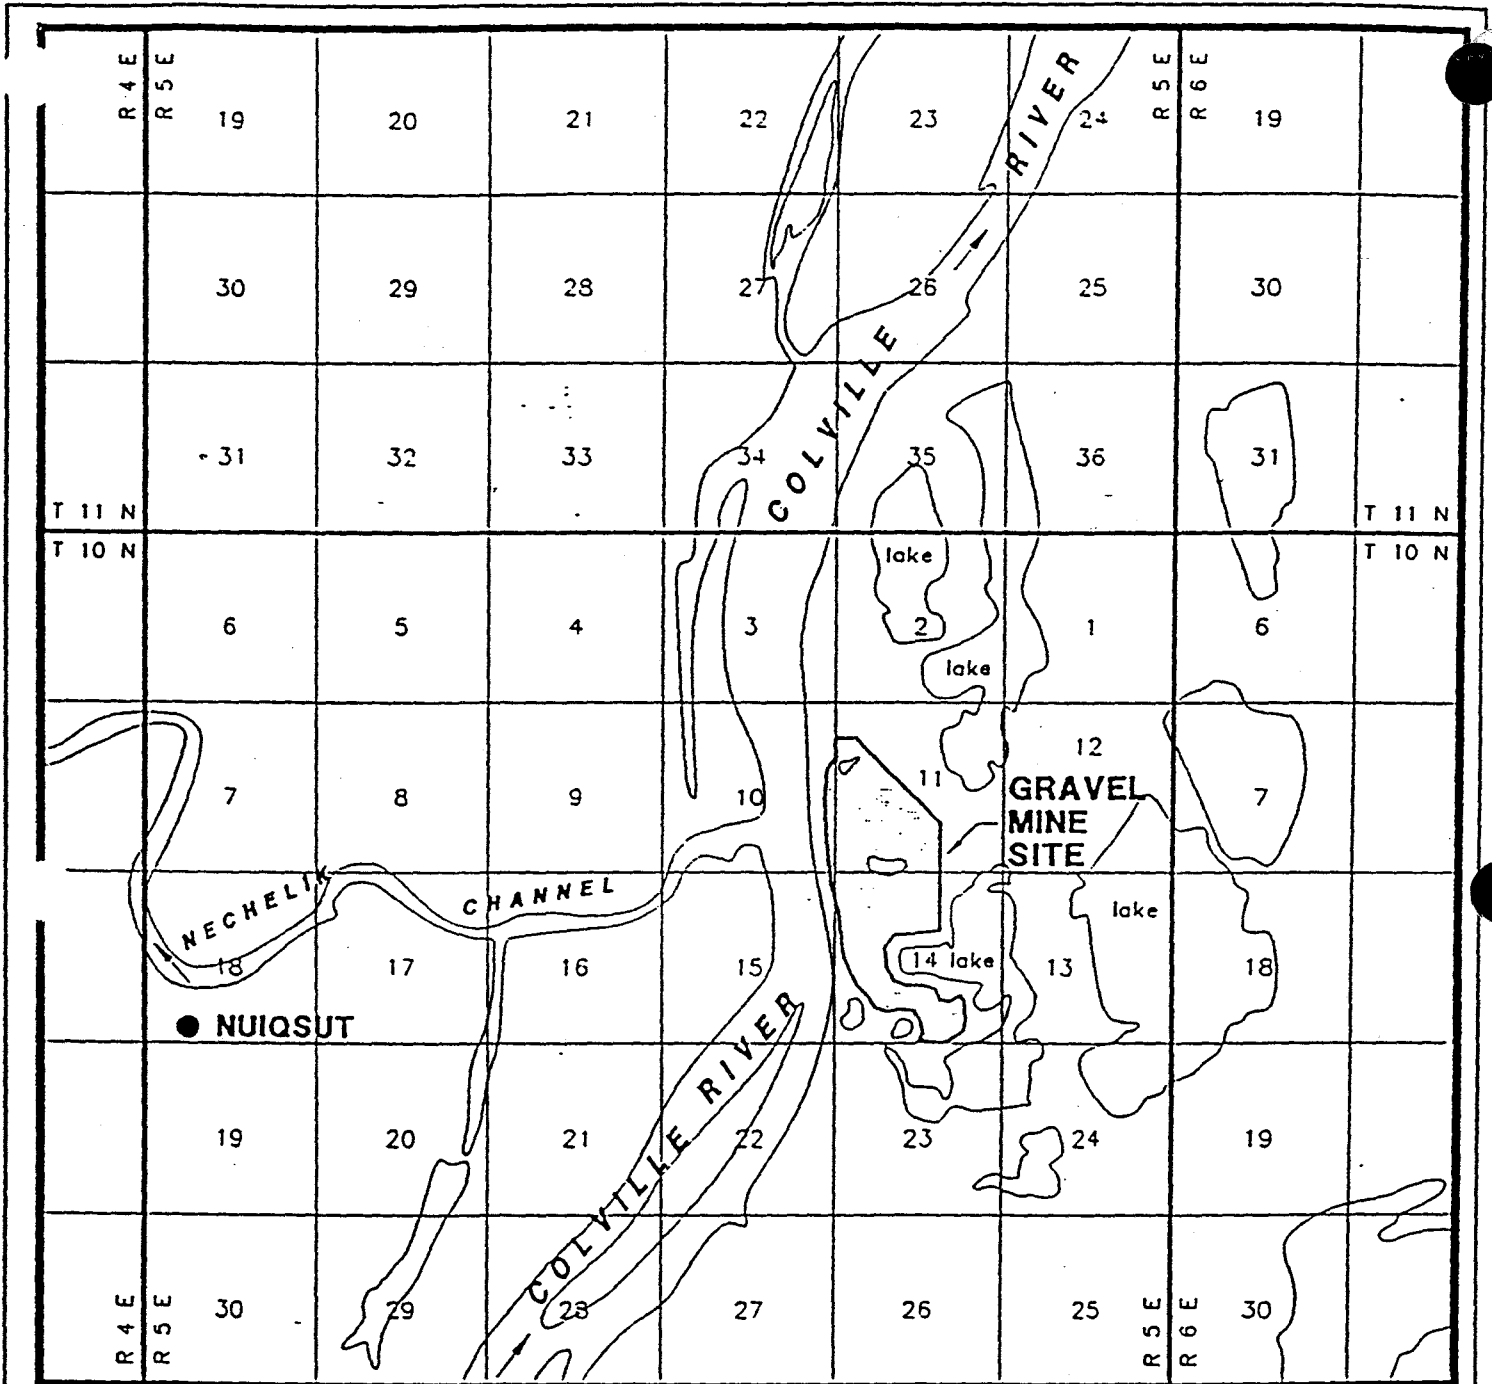 R 4 E R 5 E R 5 E R 6 E
19 20 21 22 23 24 19
RIVER
30 29 28 27 26 25 30
COLVILLE
31 32 33 34 35 36 31
T 11 N T 11 N
T 10 N T 10 N
lake
6 5 4 3 2 1 6
lake
12
11
7 8 9 10 7
GRAVEL
MINE
SITE
NECHELIK CHANNEL
lake
18 17 16 15 14 lake 13 18
NUIQSUT
COLVILLE RIVER
19 20 21 22 23 24 19
30 29 28 27 26 25 30
R 4 E R 5 E R 5 E R 6 E